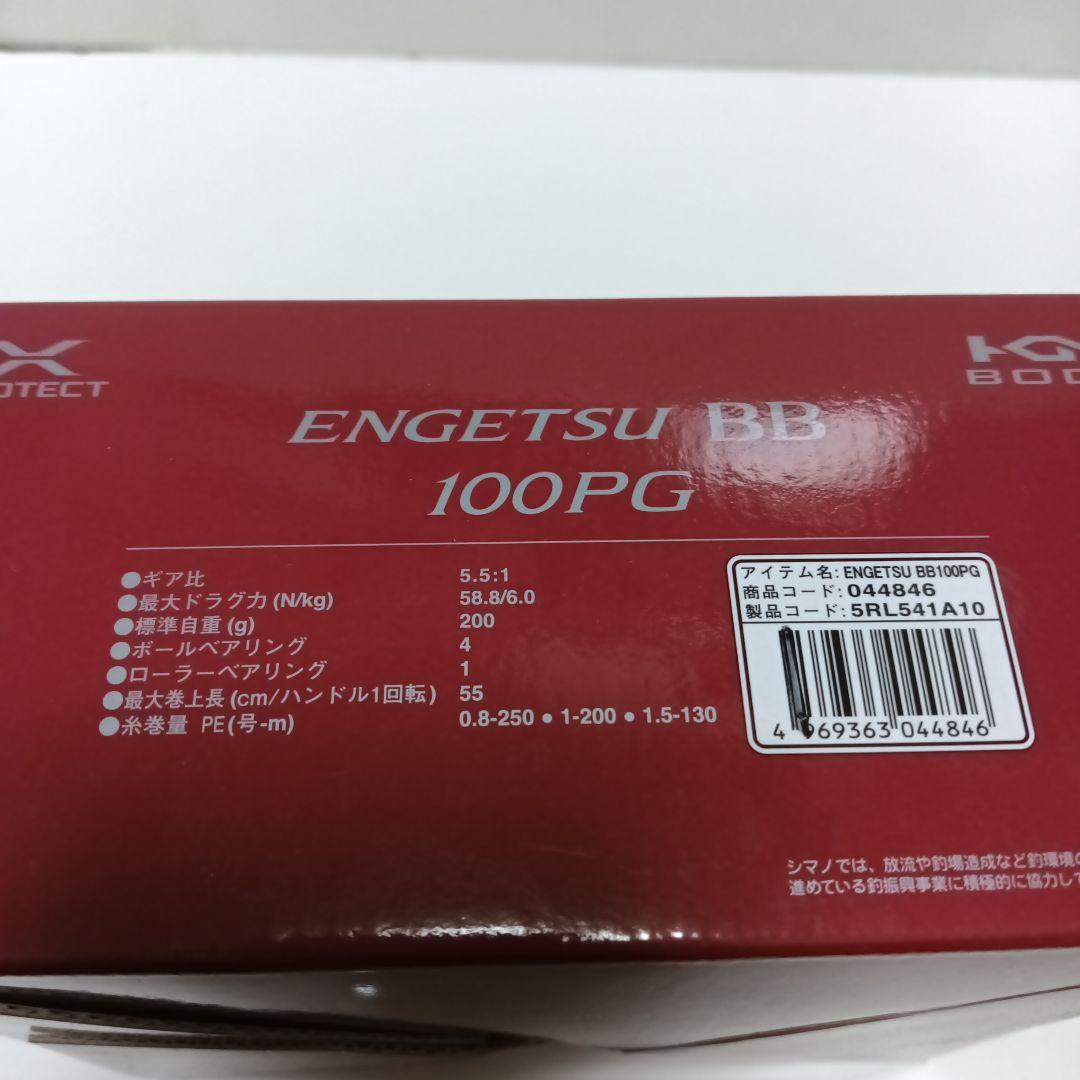 X
OTECT
HG
BOD
ENGETSU BB
100PG
●ギア比 5.5:1
●最大ドラグ力 (N/kg) 58.8/6.0
●標準自重 (g) 200
●ボールベアリング 4
●ローラーベアリング 1
●最大巻上長 (cm/ハンドル1回転) 55
●糸巻量 PE(号-m) 0.8-250 ● 1-200 ● 1.5-130
アイテム名: ENGETSU BB100PG
商品コード: 044846
製品コード: 5RL541A10
4 969363 044846
シマノでは、放流や釣場造成など釣環境の
進めている釣振興事業に積極的に協力して